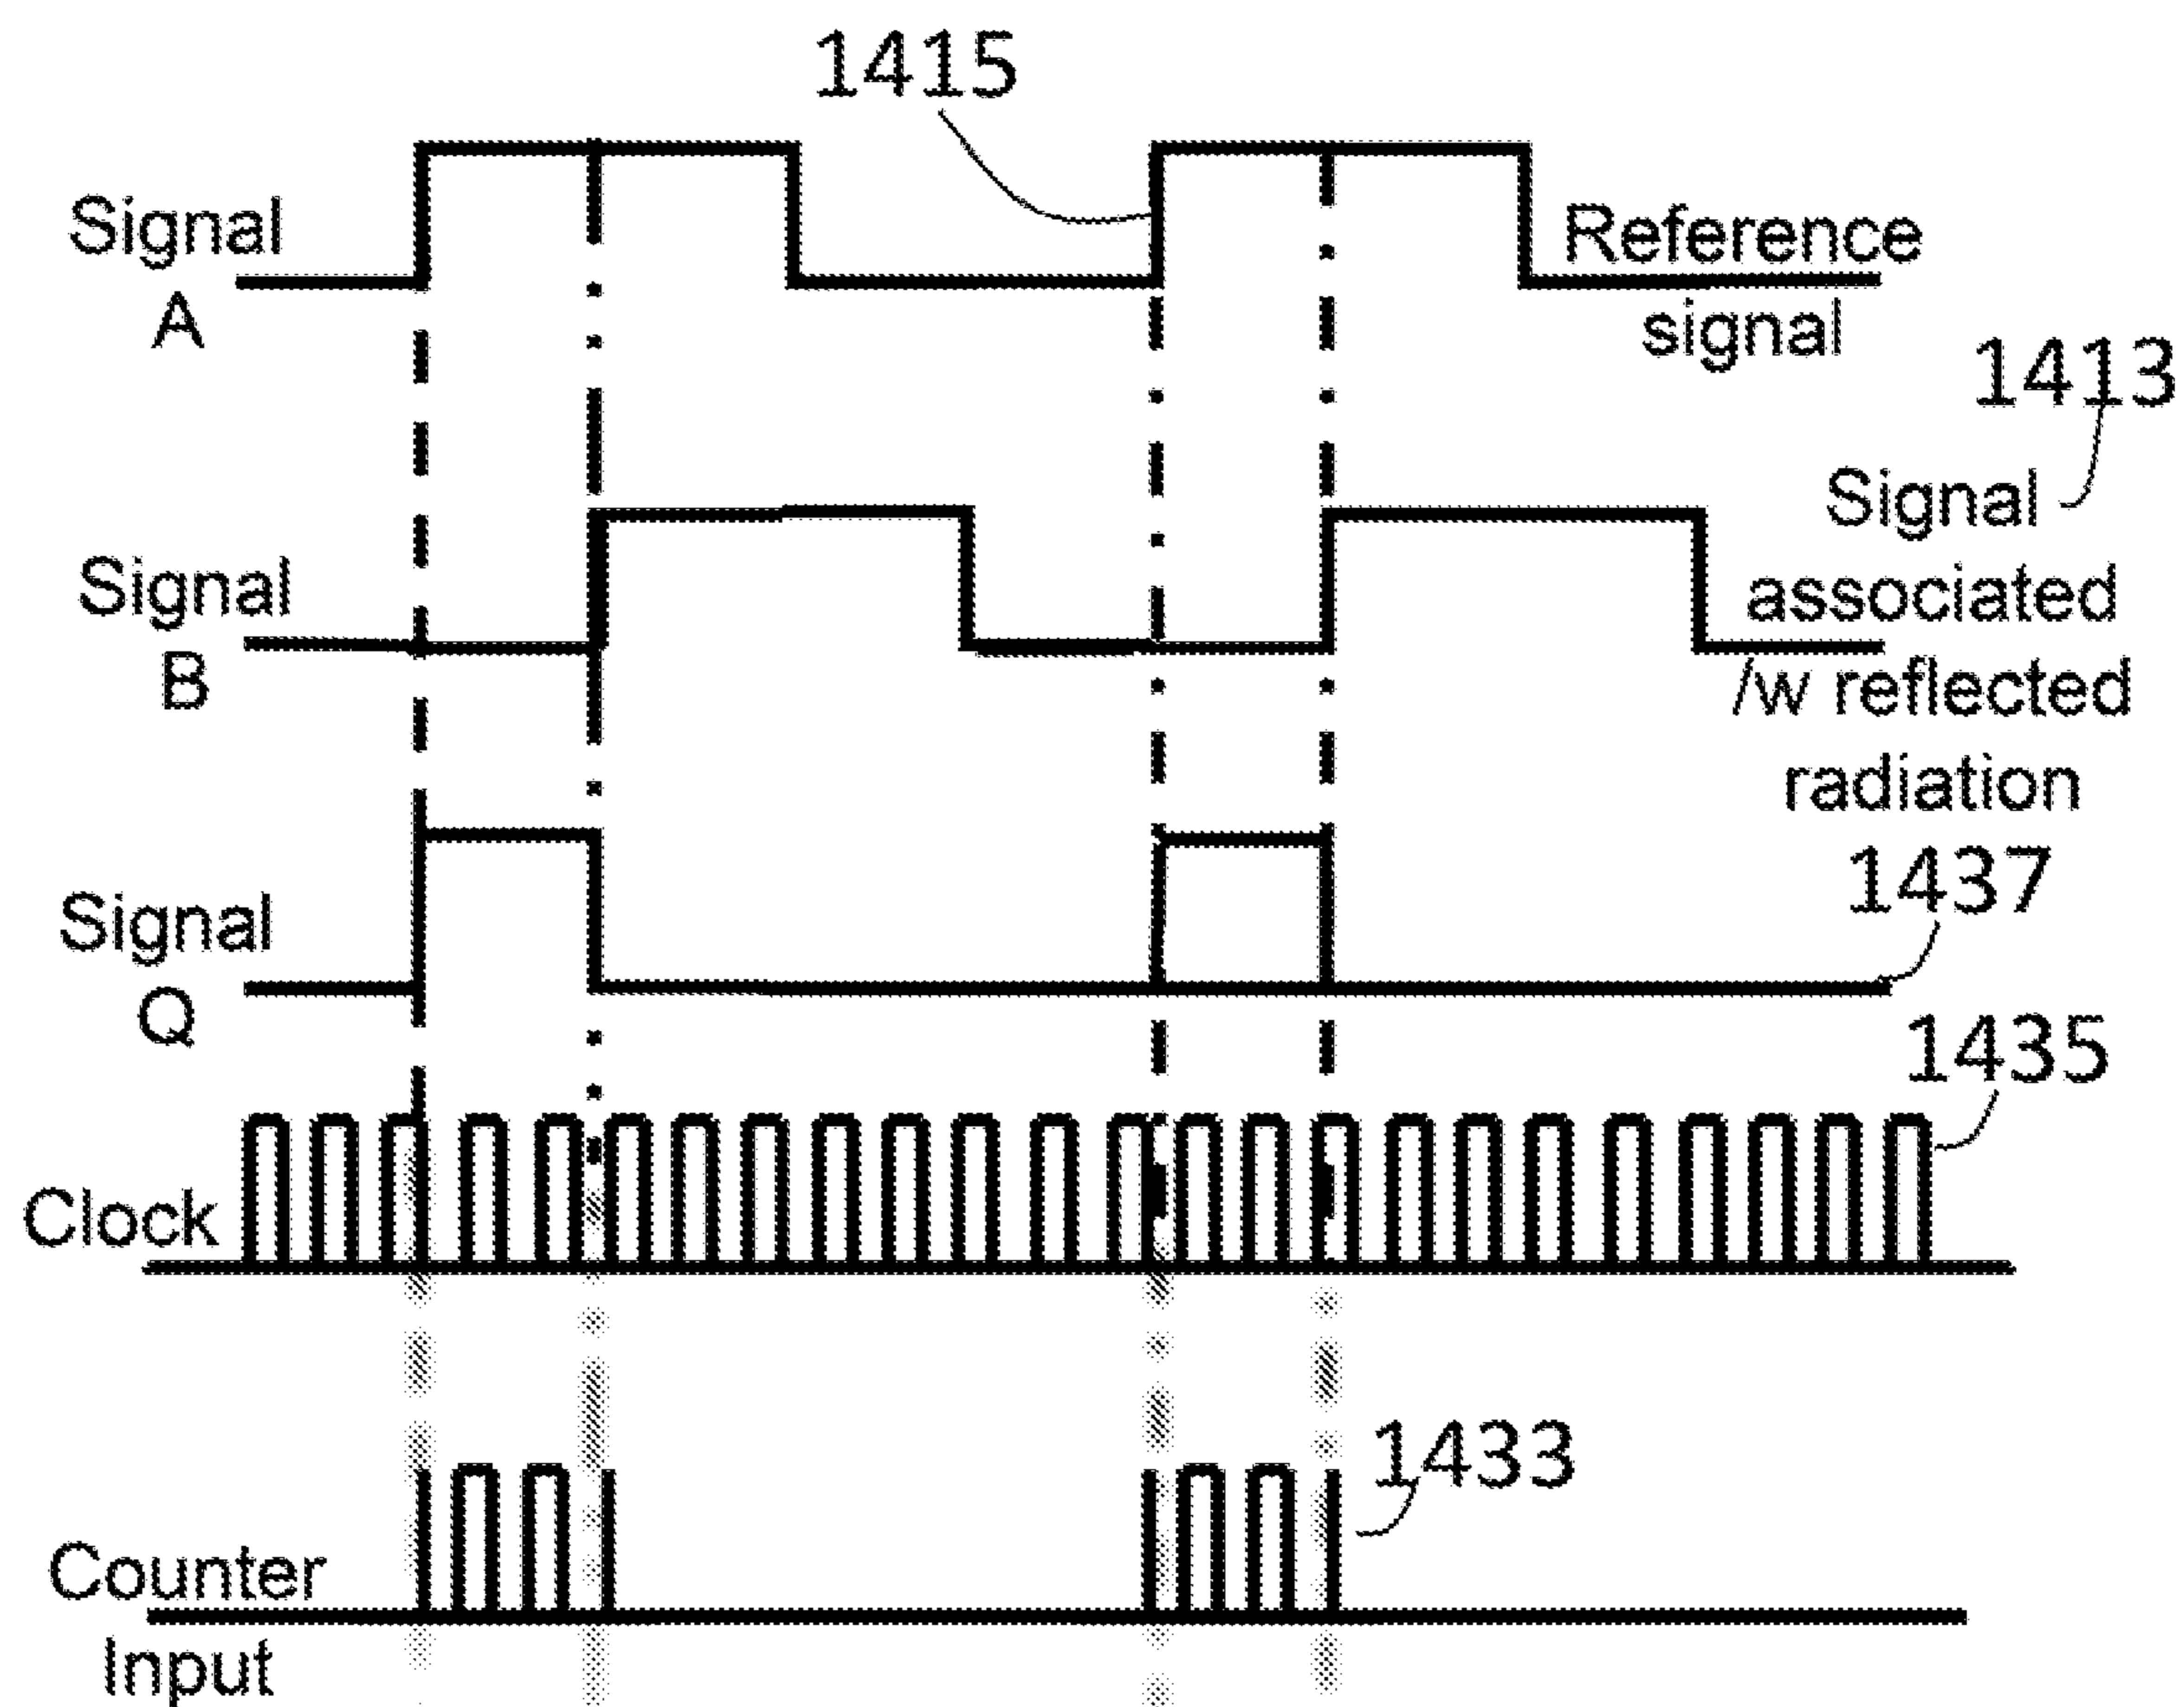 1415
Signal
A
Reference
signal
1413
Signal
B
Signal
associated
/w reflected
radiation
Signal
Q
1437
1435
Clock
1433
Counter
Input